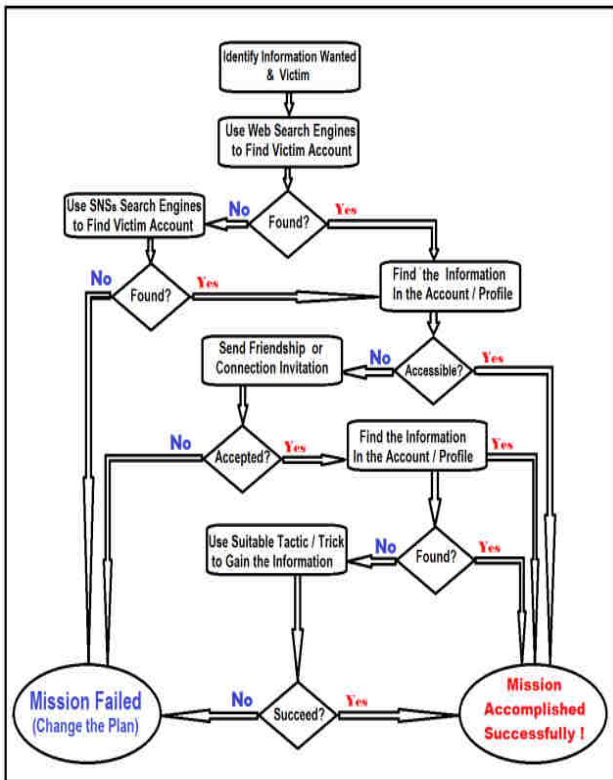 Identify Information Wanted
& Victim
Use Web Search Engines
to Find Victim Account
No
Found?
Yes
Use SNSs Search Engines
to Find Victim Account
No
Found?
Yes
Find the Information
In the Account / Profile
Send Friendship or
Connection Invitation
No
Accessible?
Yes
No
Accepted?
Yes
Find the Information
In the Account / Profile
Yes
Use Suitable Tactic / Trick
to Gain the Information
No
Found?
Yes
Mission Failed
(Change the Plan)
No
Succeed?
Yes
Mission
Accomplished
Successfully !